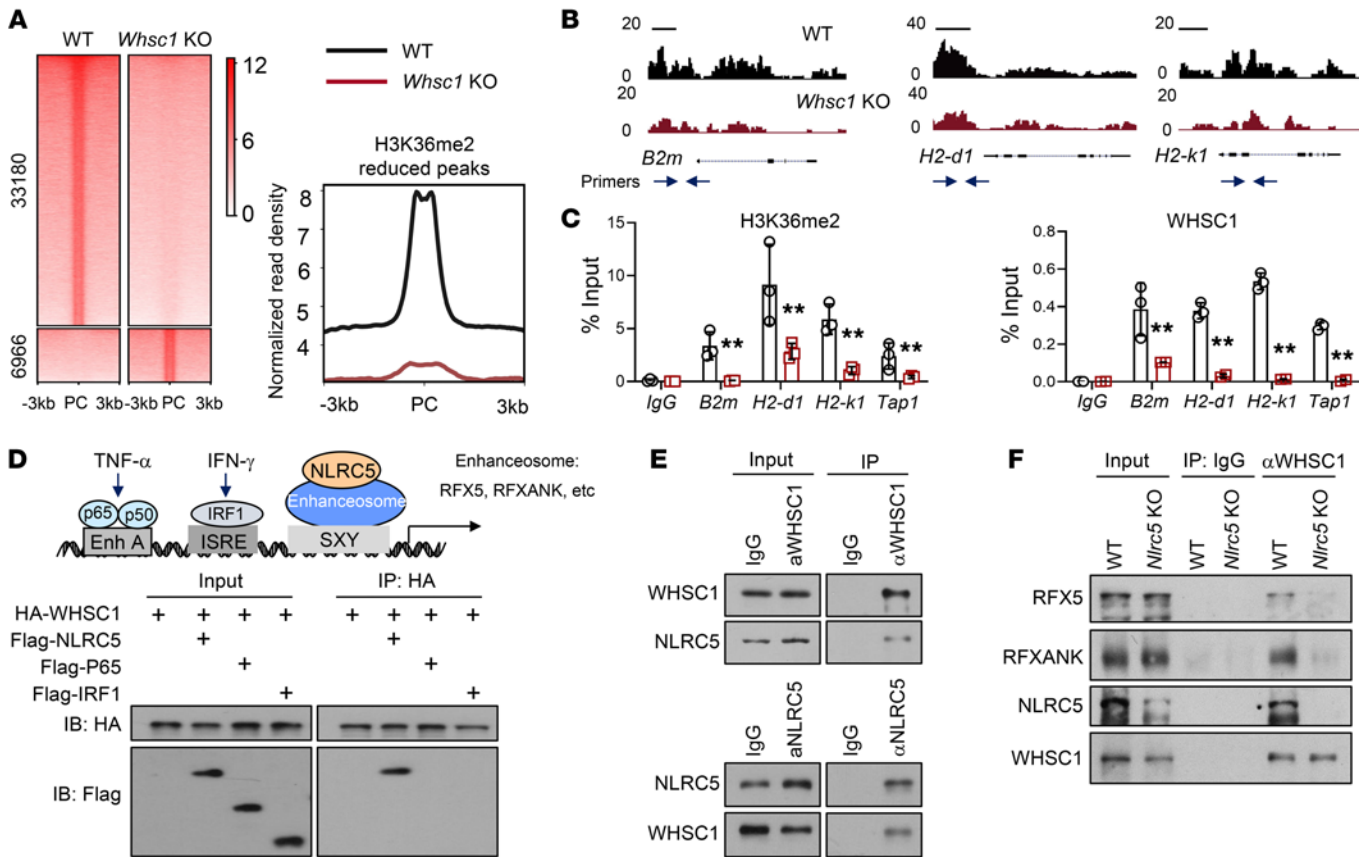 A
WT
Whsc1 KO
33180
6966
12
6
0
-3kb PC 3kb
-3kb PC 3kb
WT
Whsc1 KO
H3K36me2
reduced peaks
Normalized read density
8
7
6
5
4
-3kb
PC
3kb
B
20
0
WT
20
0
Whsc1 KO
B2m
40
0
20
0
H2-d1
20
0
20
0
H2-k1
Primers
C
H3K36me2
% Input
15
10
5
0
IgG B2m H2-d1 H2-k1 Tap1
** ** ** **
WHSC1
% Input
0.6
0.4
0.2
0.0
IgG B2m H2-d1 H2-k1 Tap1
** ** ** **
D
TNF-α
IFN-γ
p65 p50
Enh A
IRF1
ISRE
NLRC5
Enhanceosome
SXY
Enhanceosome:
RFX5, RFXANK, etc
Input
IP: HA
HA-WHSC1 + + + + + + + +
Flag-NLRC5 + +
Flag-P65 + +
Flag-IRF1 + +
IB: HA
IB: Flag
E
Input
IP
IgG
aWHSC1
IgG
αWHSC1
WHSC1
NLRC5
IgG
aNLRC5
IgG
αNLRC5
NLRC5
WHSC1
F
Input IP: IgG αWHSC1
WT
Nlrc5 KO
WT
Nlrc5 KO
WT
Nlrc5 KO
RFX5
RFXANK
NLRC5
WHSC1